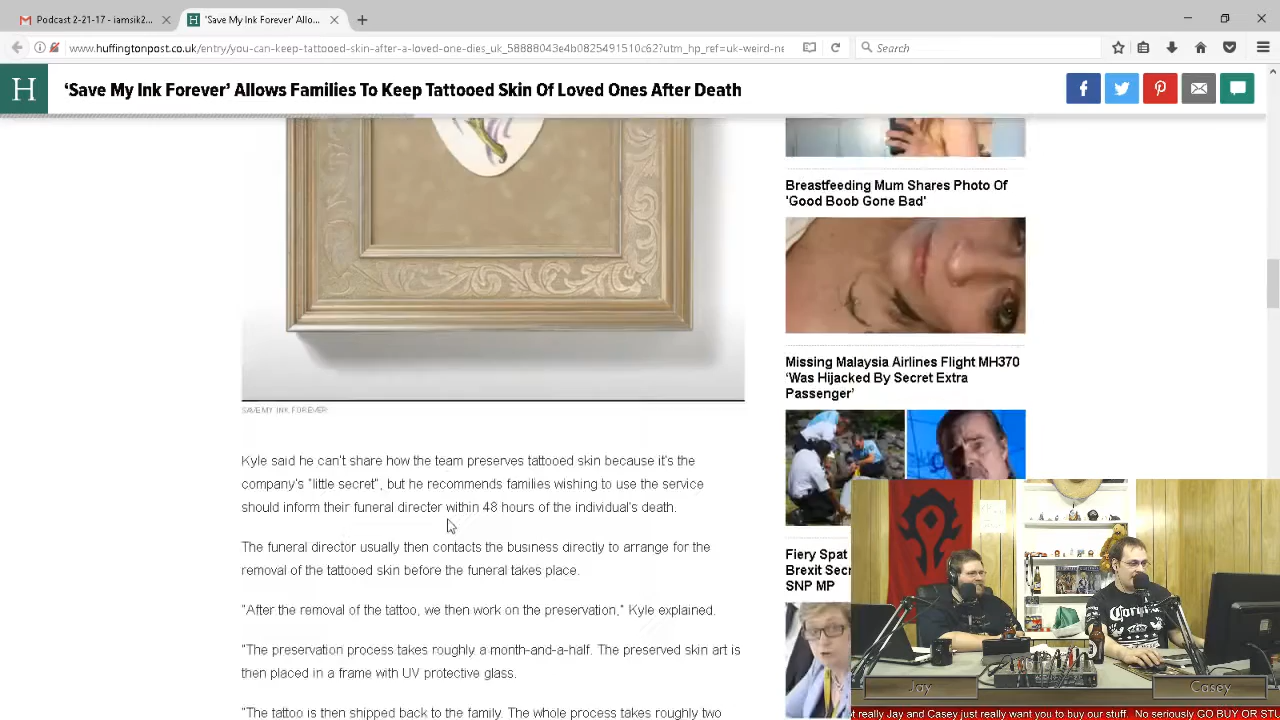 Podcast 2-21-17 - iamsik2...
'Save My Ink Forever' Allo...
www.huffingtonpost.co.uk/entry/you-can-keep-tattooed-skin-after-a-loved-one-dies_uk_58888043e4b0825491510c62?utm_hp_ref=uk-weird-ne
Search
H
‘Save My Ink Forever’ Allows Families To Keep Tattooed Skin Of Loved Ones After Death
SAVE MY INK FOREVER
Kyle said he can't share how the team preserves tattooed skin because it's the
company's "little secret", but he recommends families wishing to use the service
should inform their funeral directer within 48 hours of the individual's death.
The funeral director usually then contacts the business directly to arrange for the
removal of the tattooed skin before the funeral takes place.
"After the removal of the tattoo, we then work on the preservation," Kyle explained.
"The preservation process takes roughly a month-and-a-half. The preserved skin art is
then placed in a frame with UV protective glass.
"The tattoo is then shipped back to the family. The whole process takes roughly two
Breastfeeding Mum Shares Photo Of
'Good Boob Gone Bad'
Missing Malaysia Airlines Flight MH370
‘Was Hijacked By Secret Extra
Passenger’
Fiery Spat
Brexit Secr
SNP MP
Jay
Casey
ot really Jay and Casey just really want you to buy our stuff. No seriously GO BUY OR STU